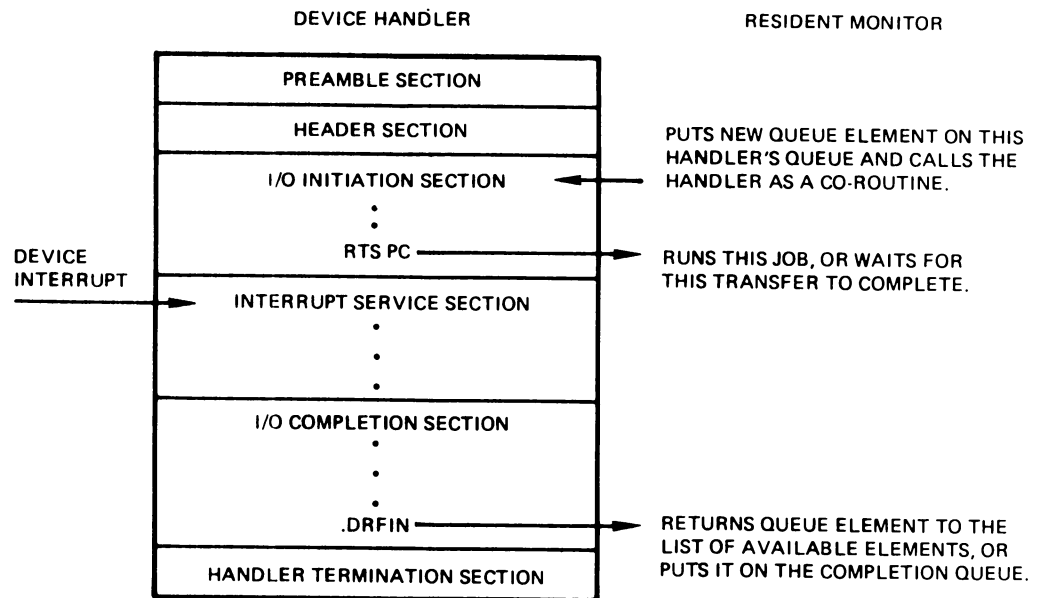 DEVICE HANDLER
RESIDENT MONITOR
PREAMBLE SECTION
HEADER SECTION
PUTS NEW QUEUE ELEMENT ON THIS
HANDLER'S QUEUE AND CALLS THE
HANDLER AS A CO-ROUTINE.
I/O INITIATION SECTION
RTS PC
RUNS THIS JOB, OR WAITS FOR
THIS TRANSFER TO COMPLETE.
DEVICE
INTERRUPT
INTERRUPT SERVICE SECTION
I/O COMPLETION SECTION
.DRFIN
RETURNS QUEUE ELEMENT TO THE
LIST OF AVAILABLE ELEMENTS, OR
PUTS IT ON THE COMPLETION QUEUE.
HANDLER TERMINATION SECTION